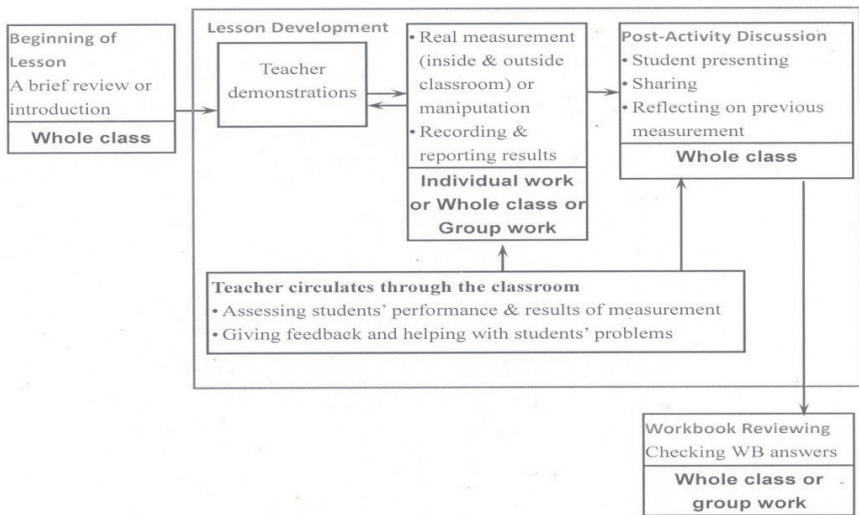 Beginning of
Lesson
A brief review or
introduction
Whole class
Lesson Development
Teacher
demonstrations
• Real measurement
(inside & outside
classroom) or
maniputation
• Recording &
reporting results
Individual work
or Whole class or
Group work
Post-Activity Discussion
• Student presenting
• Sharing
• Reflecting on previous
measurement
Whole class
Teacher circulates through the classroom
• Assessing students’ performance & results of measurement
• Giving feedback and helping with students’ problems
Workbook Reviewing
Checking WB answers
Whole class or
group work